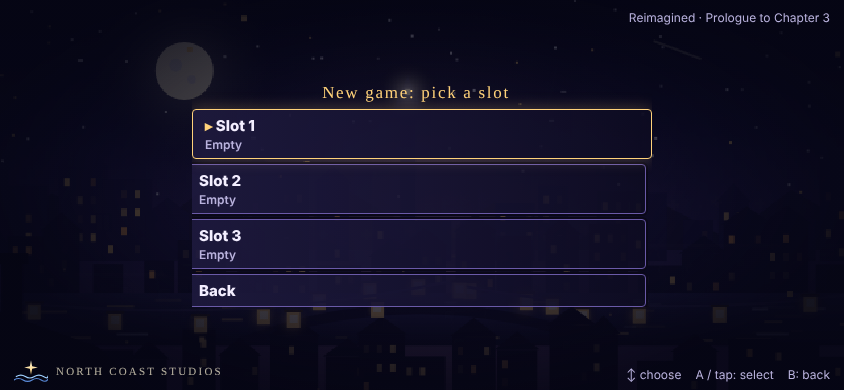 Reimagined · Prologue to Chapter 3
New game: pick a slot
▸ Slot 1
Empty
Slot 2
Empty
Slot 3
Empty
Back
NORTH COAST STUDIOS
↕ choose A / tap: select B: back